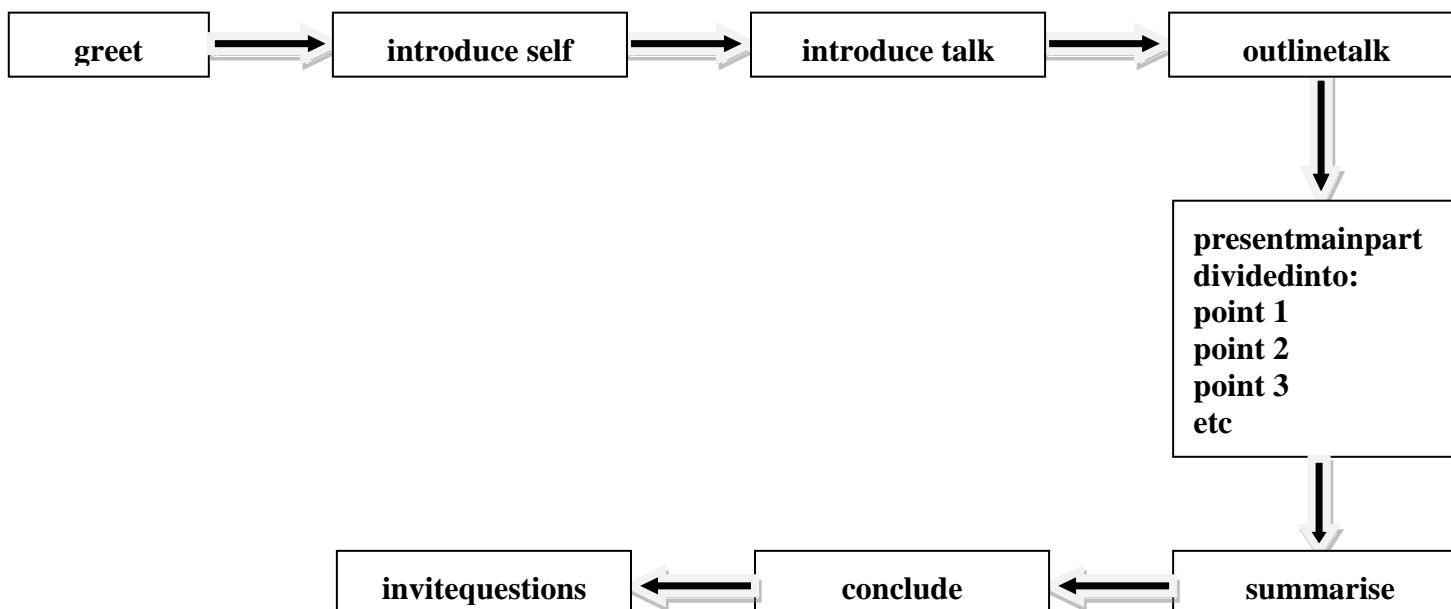 greet
introduce self
introduce talk
outlinetalk
presentmainpart
dividedinto:
point 1
point 2
point 3
etc
summarise
conclude
invitequestions